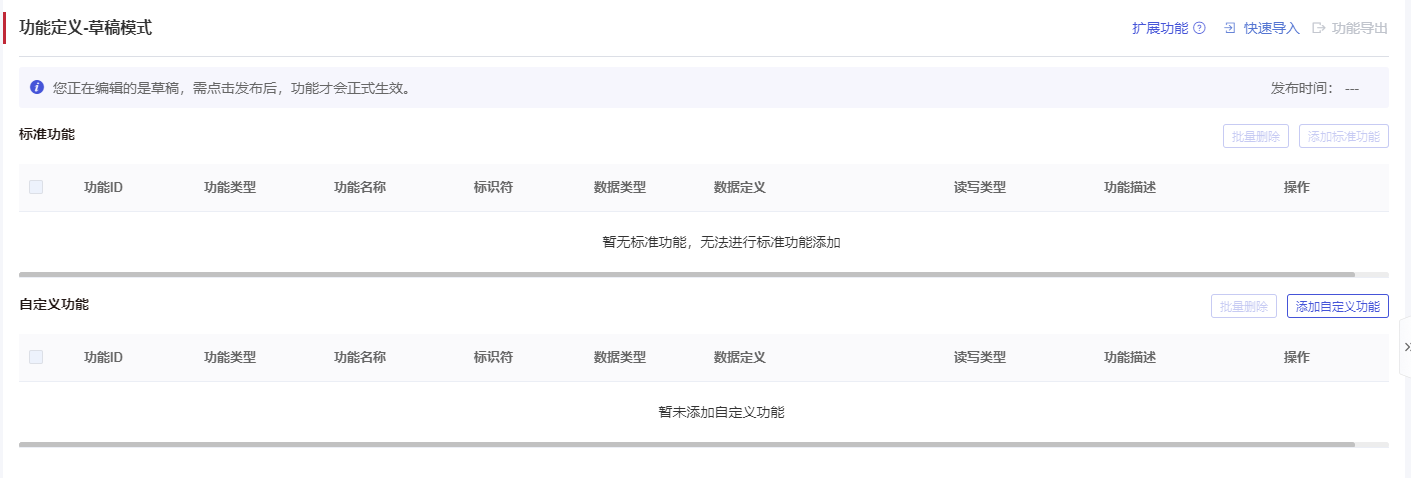 功能定义-草稿模式 扩展功能 快速导入 功能导出
您正在编辑的是草稿，需点击发布后，功能才会正式生效。 发布时间： ---
标准功能 批量删除 添加标准功能
功能ID 功能类型 功能名称 标识符 数据类型 数据定义 读写类型 功能描述 操作
暂无标准功能，无法进行标准功能添加
自定义功能 批量删除 添加自定义功能
功能ID 功能类型 功能名称 标识符 数据类型 数据定义 读写类型 功能描述 操作
暂未添加自定义功能